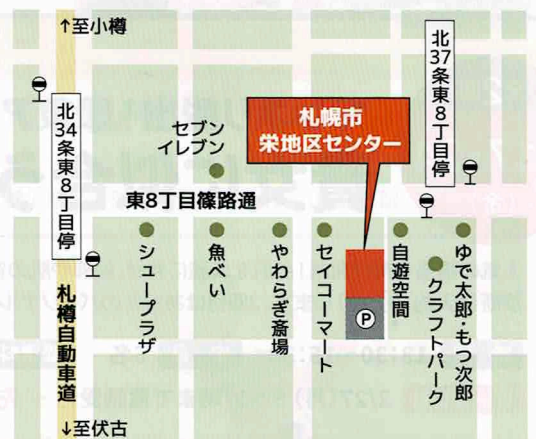 ↑至小樽
北34条東8丁目停
札樽自動車道
↓至伏古
セブン
イレブン
東8丁目篠路通
札幌市
栄地区センター
北37条東8丁目停
シュープラザ
魚べい
やわらぎ斎場
セイコーマート
P
自遊空間
クラフトパーク
ゆで太郎・もつ次郎